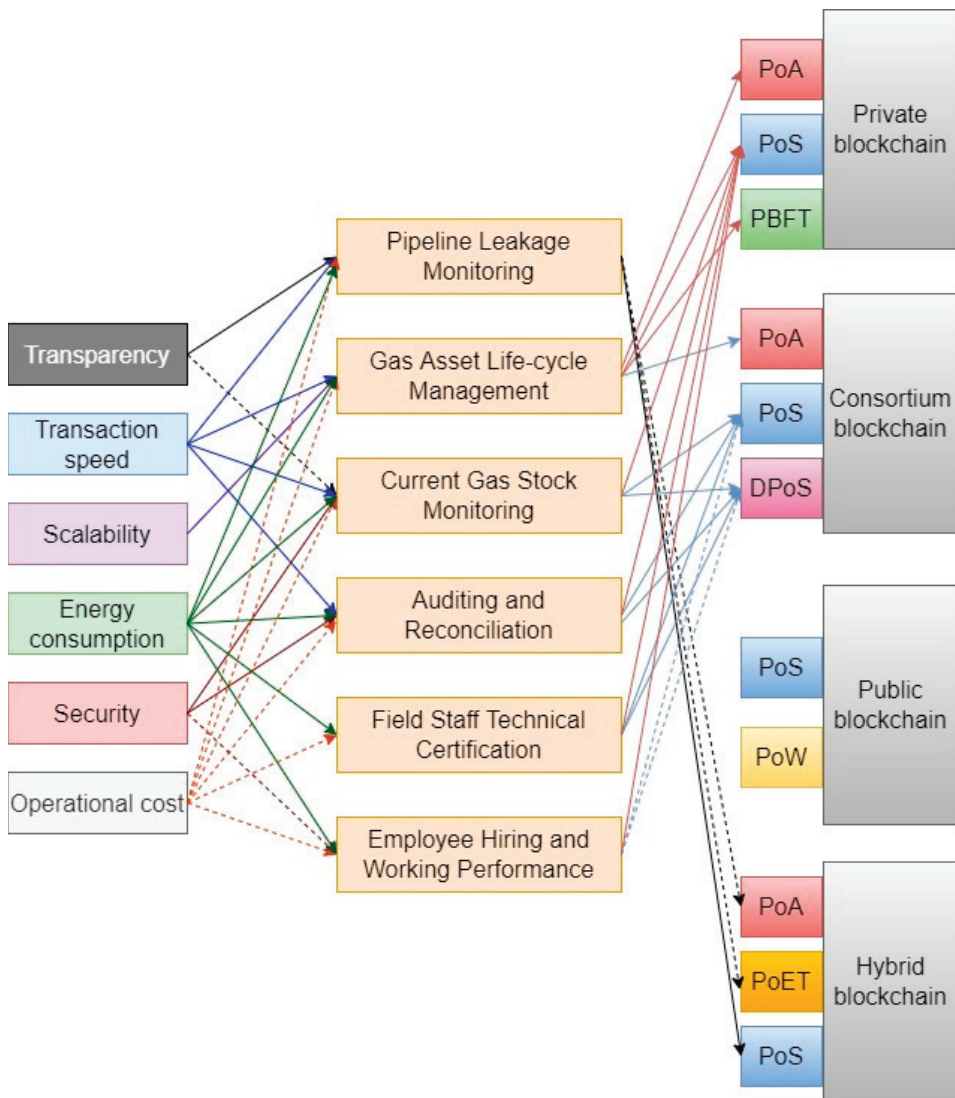 Transparency
Transaction
speed
Scalability
Energy
consumption
Security
Operational cost
Pipeline Leakage
Monitoring
Gas Asset Life-cycle
Management
Current Gas Stock
Monitoring
Auditing and
Reconciliation
Field Staff Technical
Certification
Employee Hiring and
Working Performance
PoA
PoS
PBFT
Private
blockchain
PoA
PoS
DPoS
Consortium
blockchain
PoS
PoW
Public
blockchain
PoA
PoET
PoS
Hybrid
blockchain